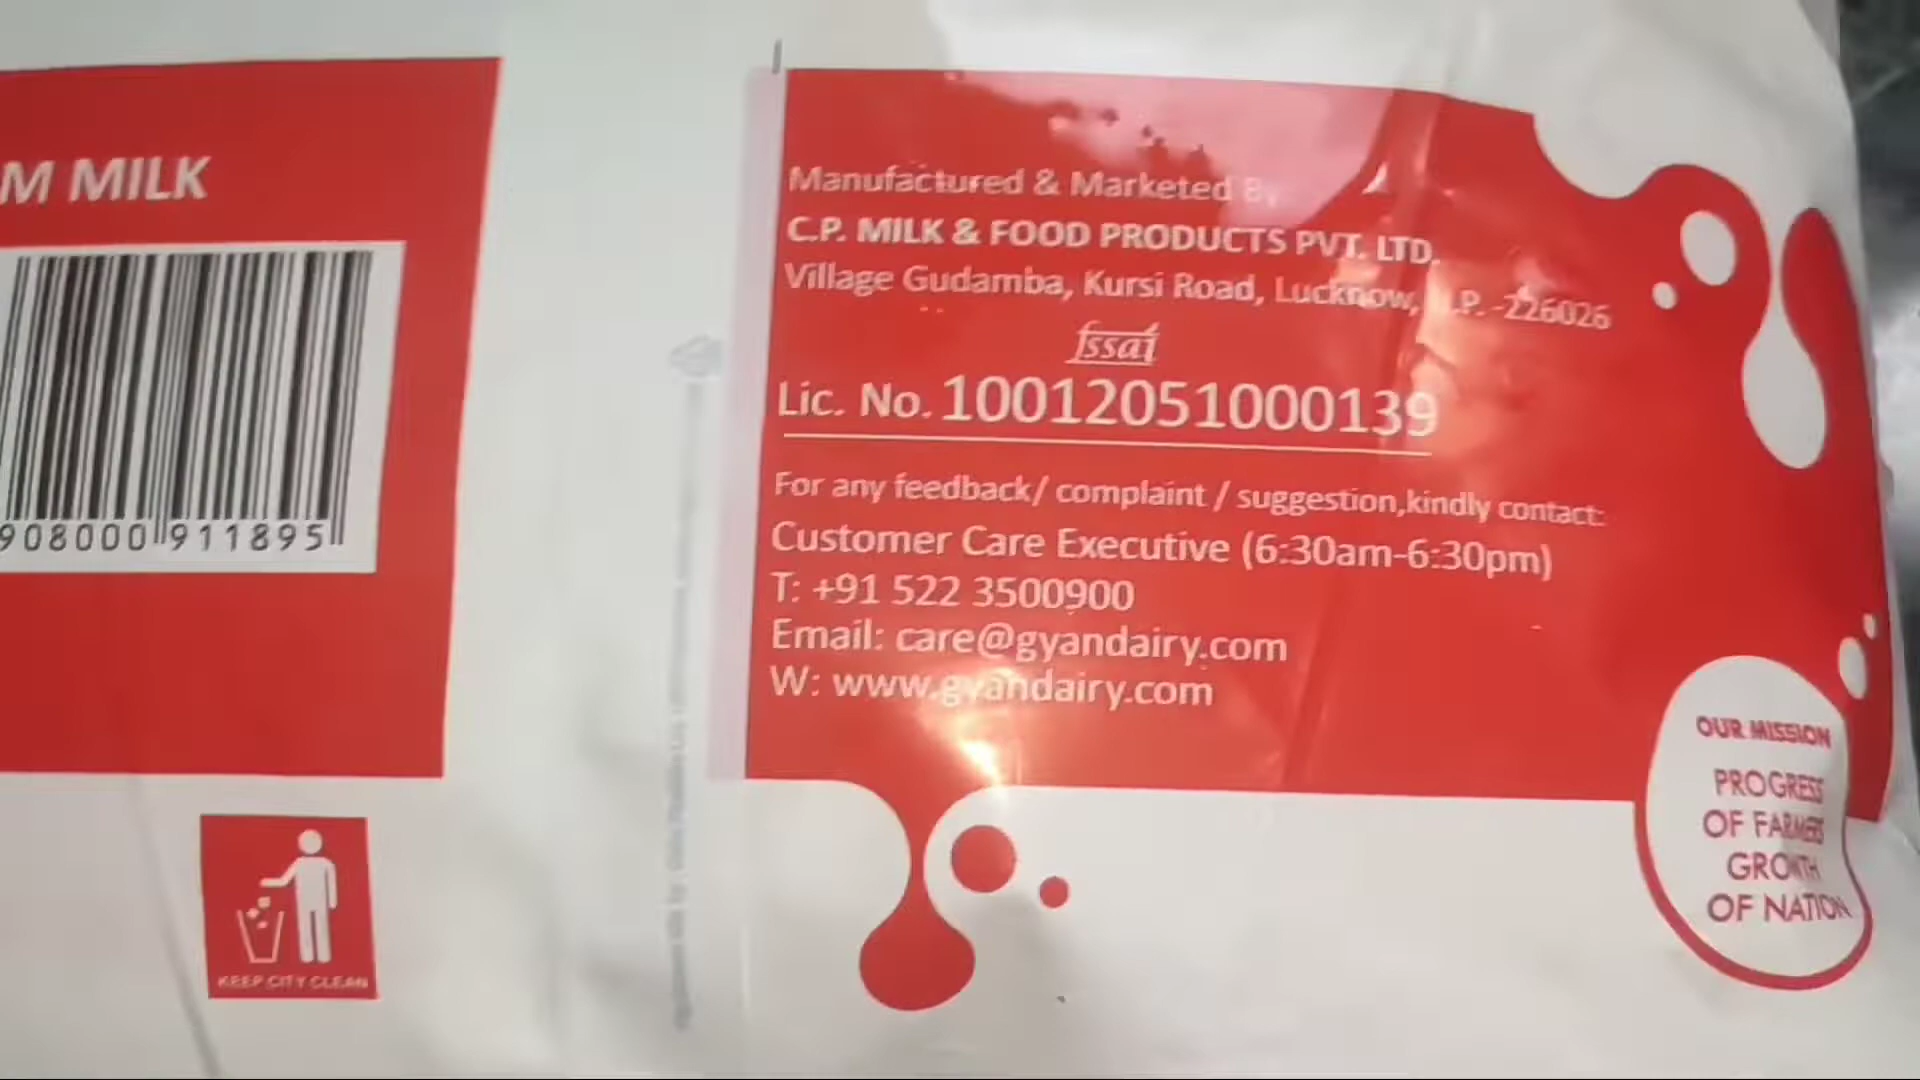 M MILK
908000 911895
KEEP CITY CLEAN
Manufactured & Marketed By
C.P. MILK & FOOD PRODUCTS PVT. LTD.
Village Gudamba, Kursi Road, Lucknow, .P. -226026
fssai
Lic. No. 10012051000139
For any feedback/ complaint / suggestion,kindly contact:
Customer Care Executive (6:30am-6:30pm)
T: +91 522 3500900
Email: care@gyandairy.com
W: www.gyandairy.com
OUR MISSION
PROGRESS
OF FARMERS
GROWTH
OF NATION